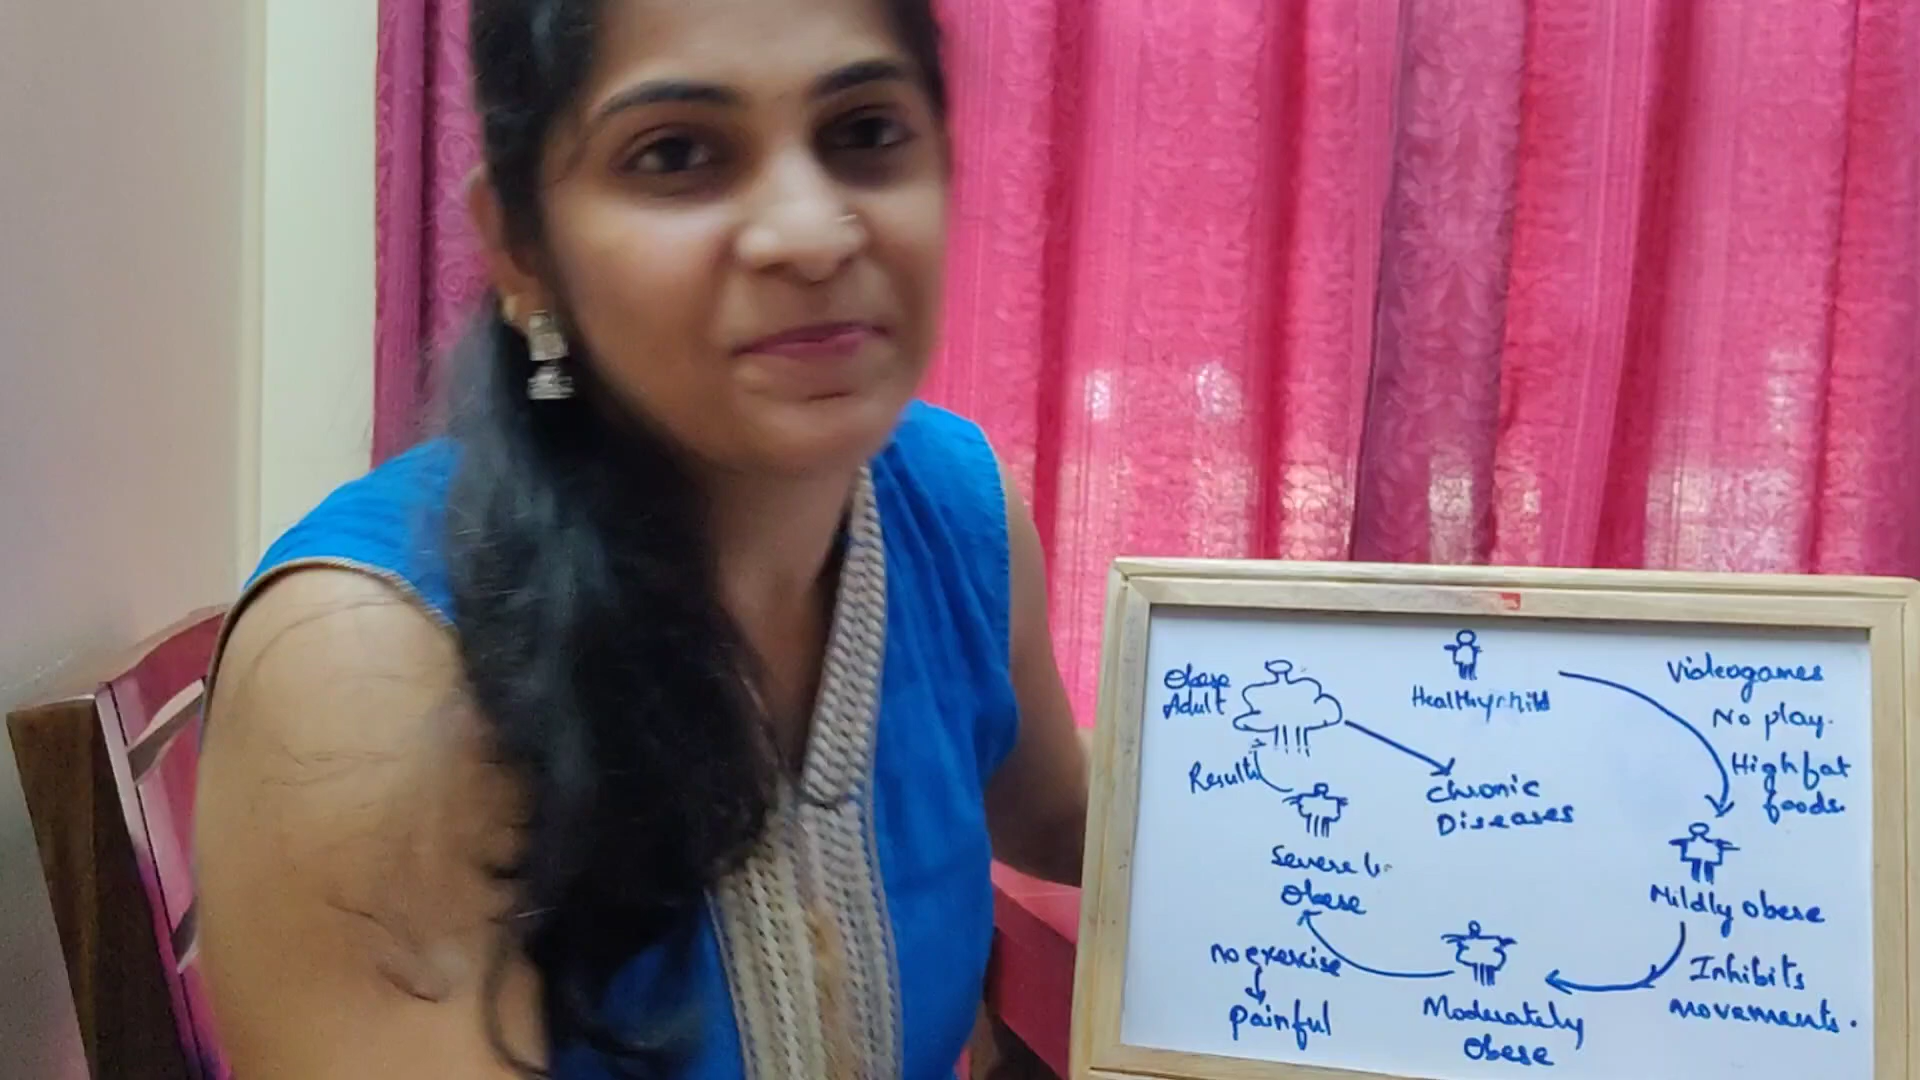 Healthy child
Videogames
No play.
High fat
foods.
Mildly obese
Inhibits
movements.
Moderately
Obese
no exercise
painful
Severely
Obese
Results
Obese
Adult
Chronic
Diseases